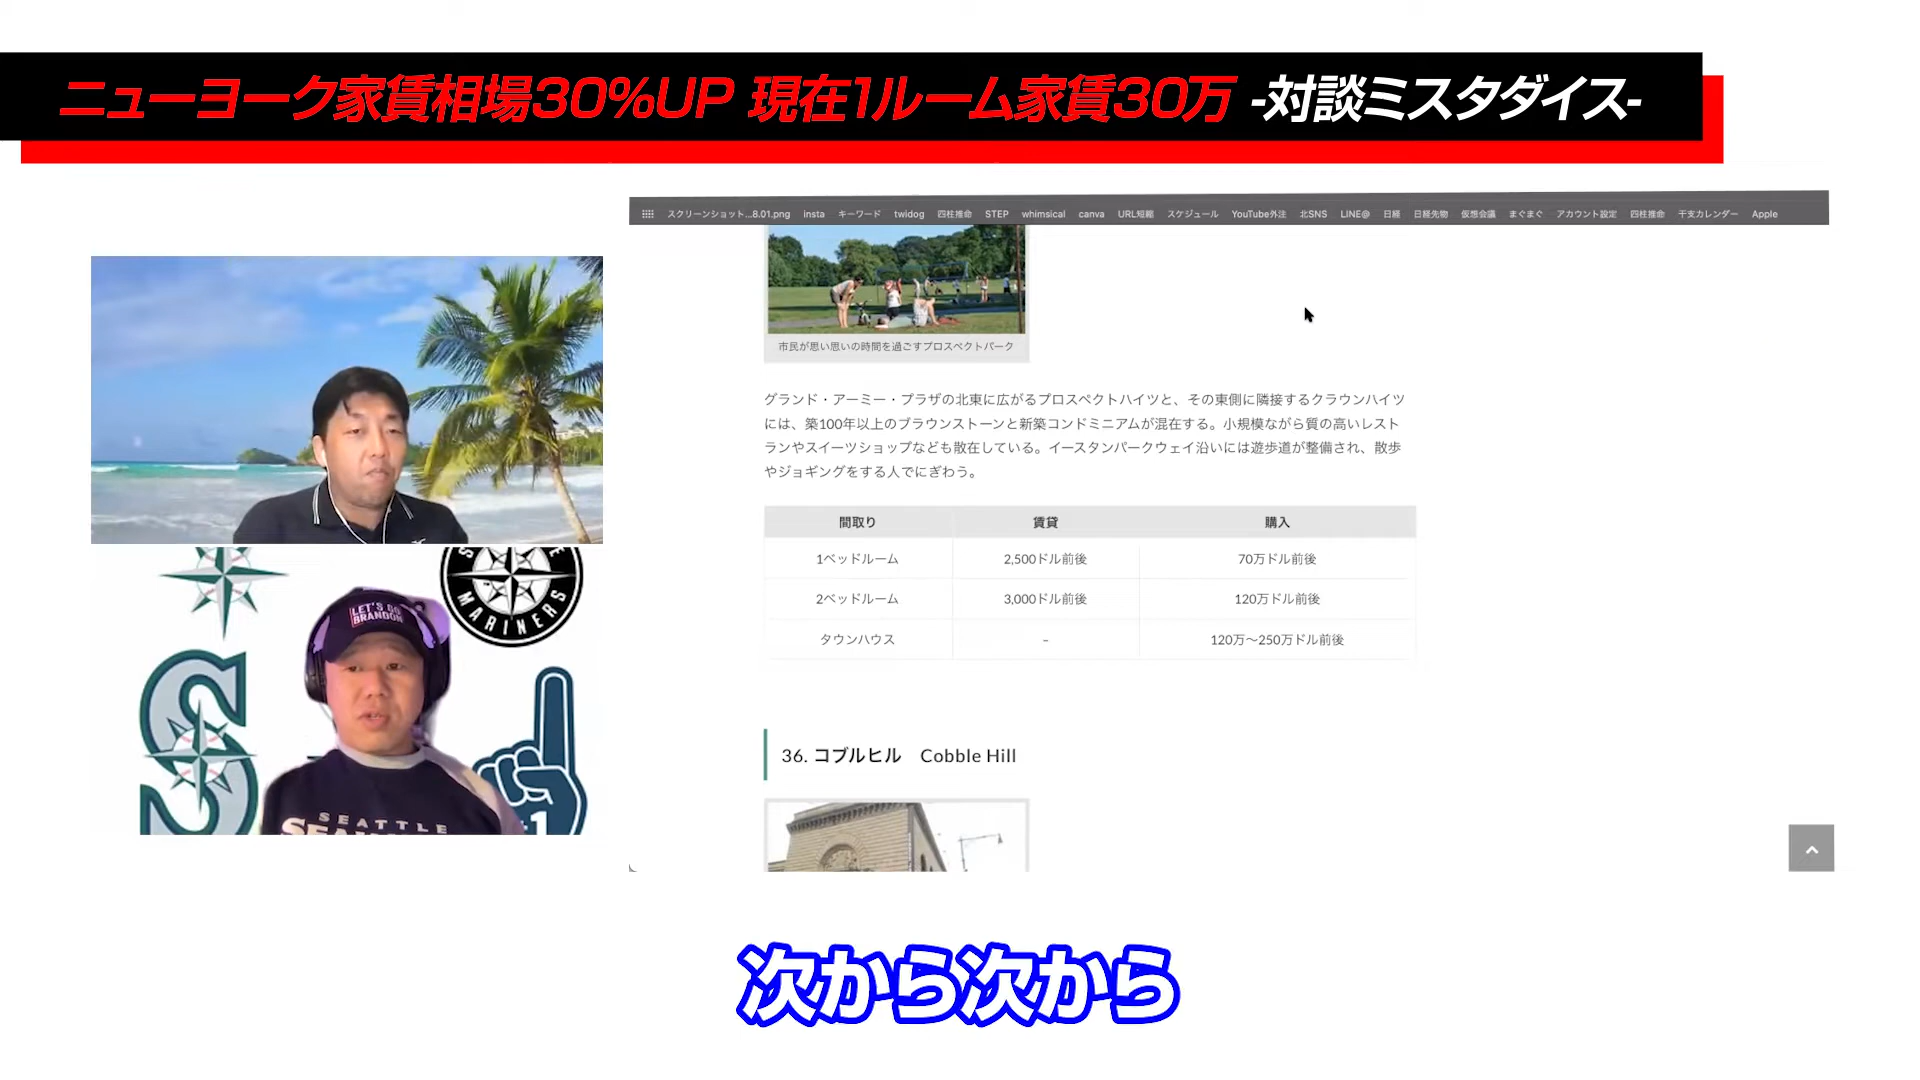 ニューヨーク家賃相場30%UP 現在1ルーム家賃30万 -対談ミスタダイス-
スクリーンショット...8.01.png insta キーワード twidog 四柱推命 STEP whimsical canva URL短縮 スケジュール YouTube外注 北SNS LINE@ 日経 日経先物 仮想会議 まぐまぐ アカウント設定 四柱推命 干支カレンダー Apple
市民が思い思いの時間を過ごすプロスペクトパーク
グランド・アーミー・プラザの北東に広がるプロスペクトハイツと、その東側に隣接するクラウンハイツ
には、築100年以上のブラウンストーンと新築コンドミニアムが混在する。小規模ながら質の高いレスト
ランやスイーツショップなども散在している。イースタンパークウェイ沿いには遊歩道が整備され、散歩
やジョギングをする人でにぎわう。
間取り 賃貸 購入
1ベッドルーム 2,500ドル前後 70万ドル前後
2ベッドルーム 3,000ドル前後 120万ドル前後
タウンハウス – 120万〜250万ドル前後
36. コブルヒル Cobble Hill
MARINERS
LET'S GO
BRANDON
S
SEATTLE
#1
次から次から